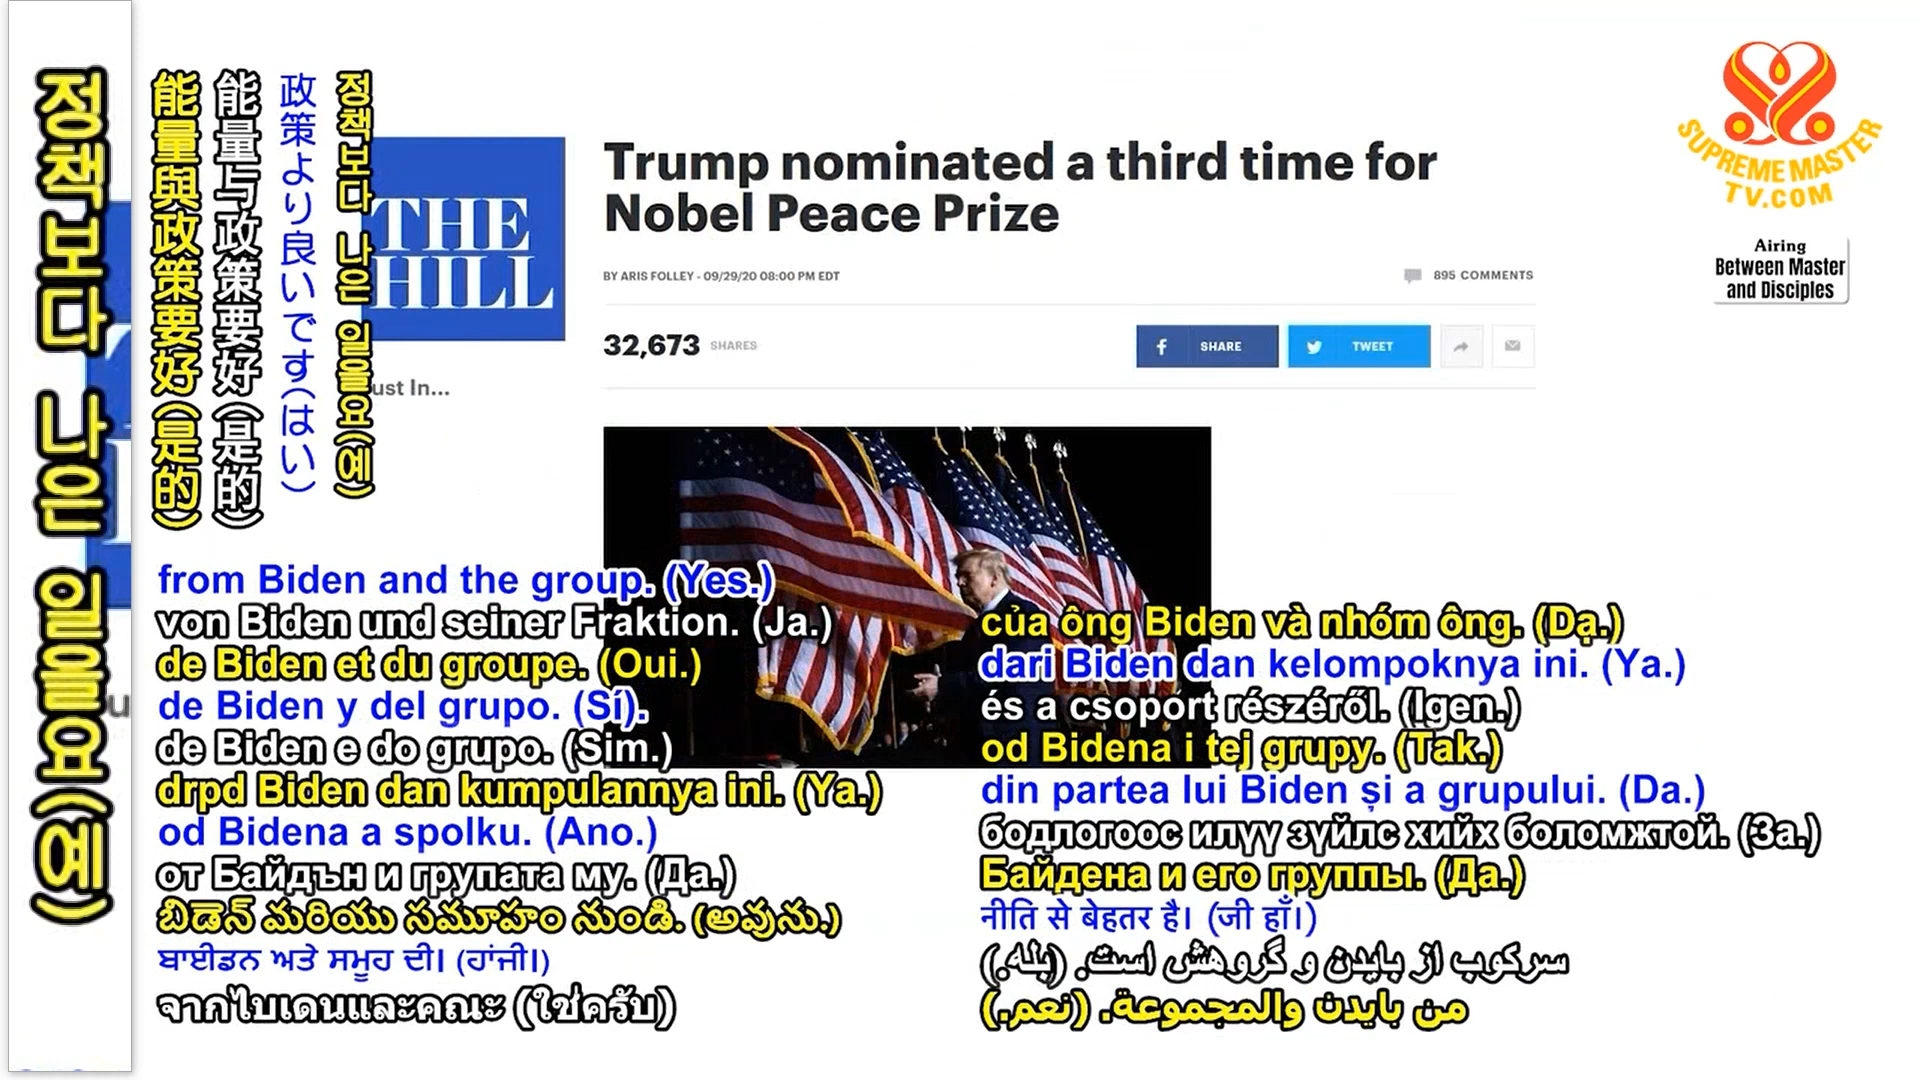 정책보다 나은 일을요(예)
能量與政策要好(是的)
能量与政策要好(是的)
政策より良いです(はい)
정책보다 나은 일을요(예)
THE
HILL
ust In...
Trump nominated a third time for
Nobel Peace Prize
BY ARIS FOLLEY - 09/29/20 08:00 PM EDT
895 COMMENTS
32,673 SHARES
SHARE
TWEET
SUPREME MASTER
TV.COM
Airing
Between Master
and Disciples
from Biden and the group. (Yes.)
von Biden und seiner Fraktion. (Ja.)
de Biden et du groupe. (Oui.)
de Biden y del grupo. (Sí).
de Biden e do grupo. (Sim.)
drpd Biden dan kumpulannya ini. (Ya.)
od Bidena a spolku. (Ano.)
от Байдън и групата му. (Да.)
బిడెన్ మరియు సమూహం నుండి. (అవును.)
ਬਾਈਡਨ ਅਤੇ ਸਮੂਹ ਦੀ। (ਹਾਂਜੀ।)
จากไบเดนและคณะ (ใช่ครับ)
của ông Biden và nhóm ông. (Dạ.)
dari Biden dan kelompoknya ini. (Ya.)
és a csoport részéről. (Igen.)
od Bidena i tej grupy. (Tak.)
din partea lui Biden și a grupului. (Da.)
бодлогоос илүү зүйлс хийх боломжтой. (За.)
Байдена и его группы. (Да.)
नीति से बेहतर है। (जी हाँ।)
سرکوب از بایدن و گروهش است. (بله.)
من بايدن والمجموعة. (نعم.)